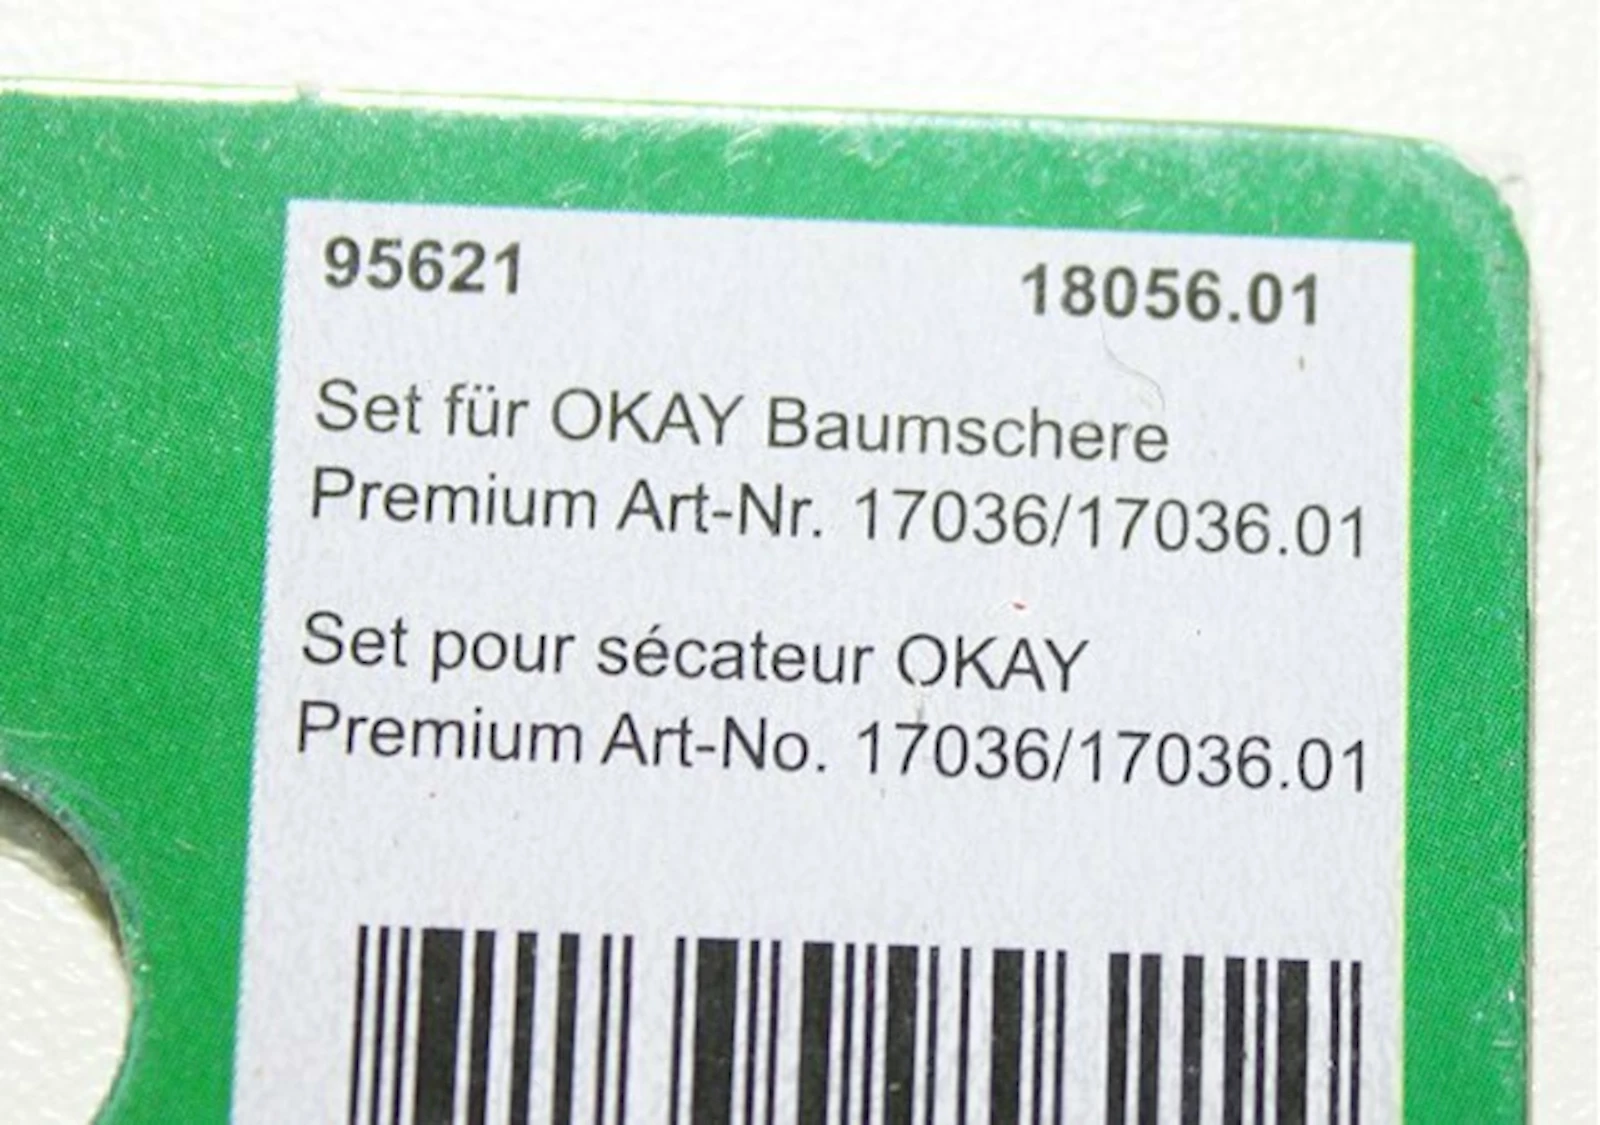 95621 18056.01
Set für OKAY Baumschere
Premium Art-Nr. 17036/17036.01
Set pour sécateur OKAY
Premium Art-No. 17036/17036.01